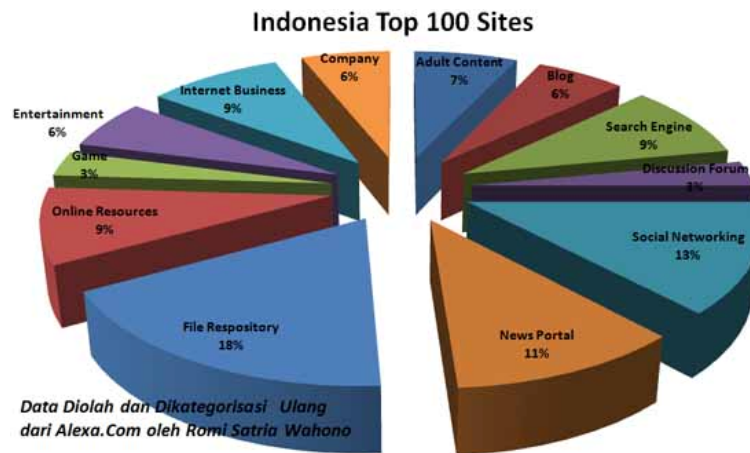 Indonesia Top 100 Sites
Company
6%
Adult Content
7%
Blog
6%
Internet Business
9%
Search Engine
9%
Entertainment
6%
Game
3%
Discussion Forum
3%
Online Resources
9%
Social Networking
13%
File Respository
18%
News Portal
11%
Data Diolah dan Dikategorisasi Ulang
dari Alexa.Com oleh Romi Satria Wahono